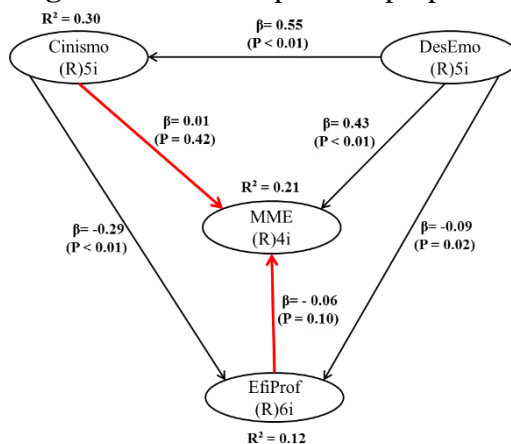 R² = 0.30
Cinismo
(R)5i
β= 0.55
(P < 0.01)
DesEmo
(R)5i
β= 0.01
(P = 0.42)
β= 0.43
(P < 0.01)
R² = 0.21
MME
(R)4i
β= -0.29
(P < 0.01)
β= -0.09
(P = 0.02)
β= - 0.06
(P = 0.10)
EfiProf
(R)6i
R² = 0.12